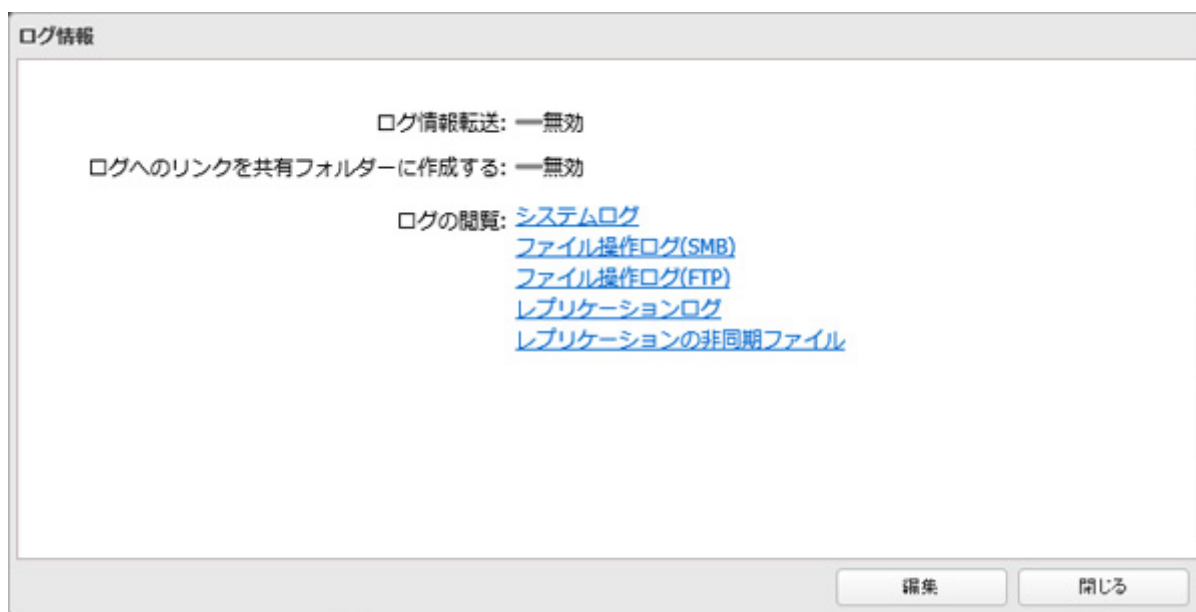 ログ情報
ログ情報転送: 無効
ログへのリンクを共有フォルダーに作成する: 無効
ログの閲覧: システムログ
ファイル操作ログ(SMB)
ファイル操作ログ(FTP)
レプリケーションログ
レプリケーションの非同期ファイル
編集 閉じる